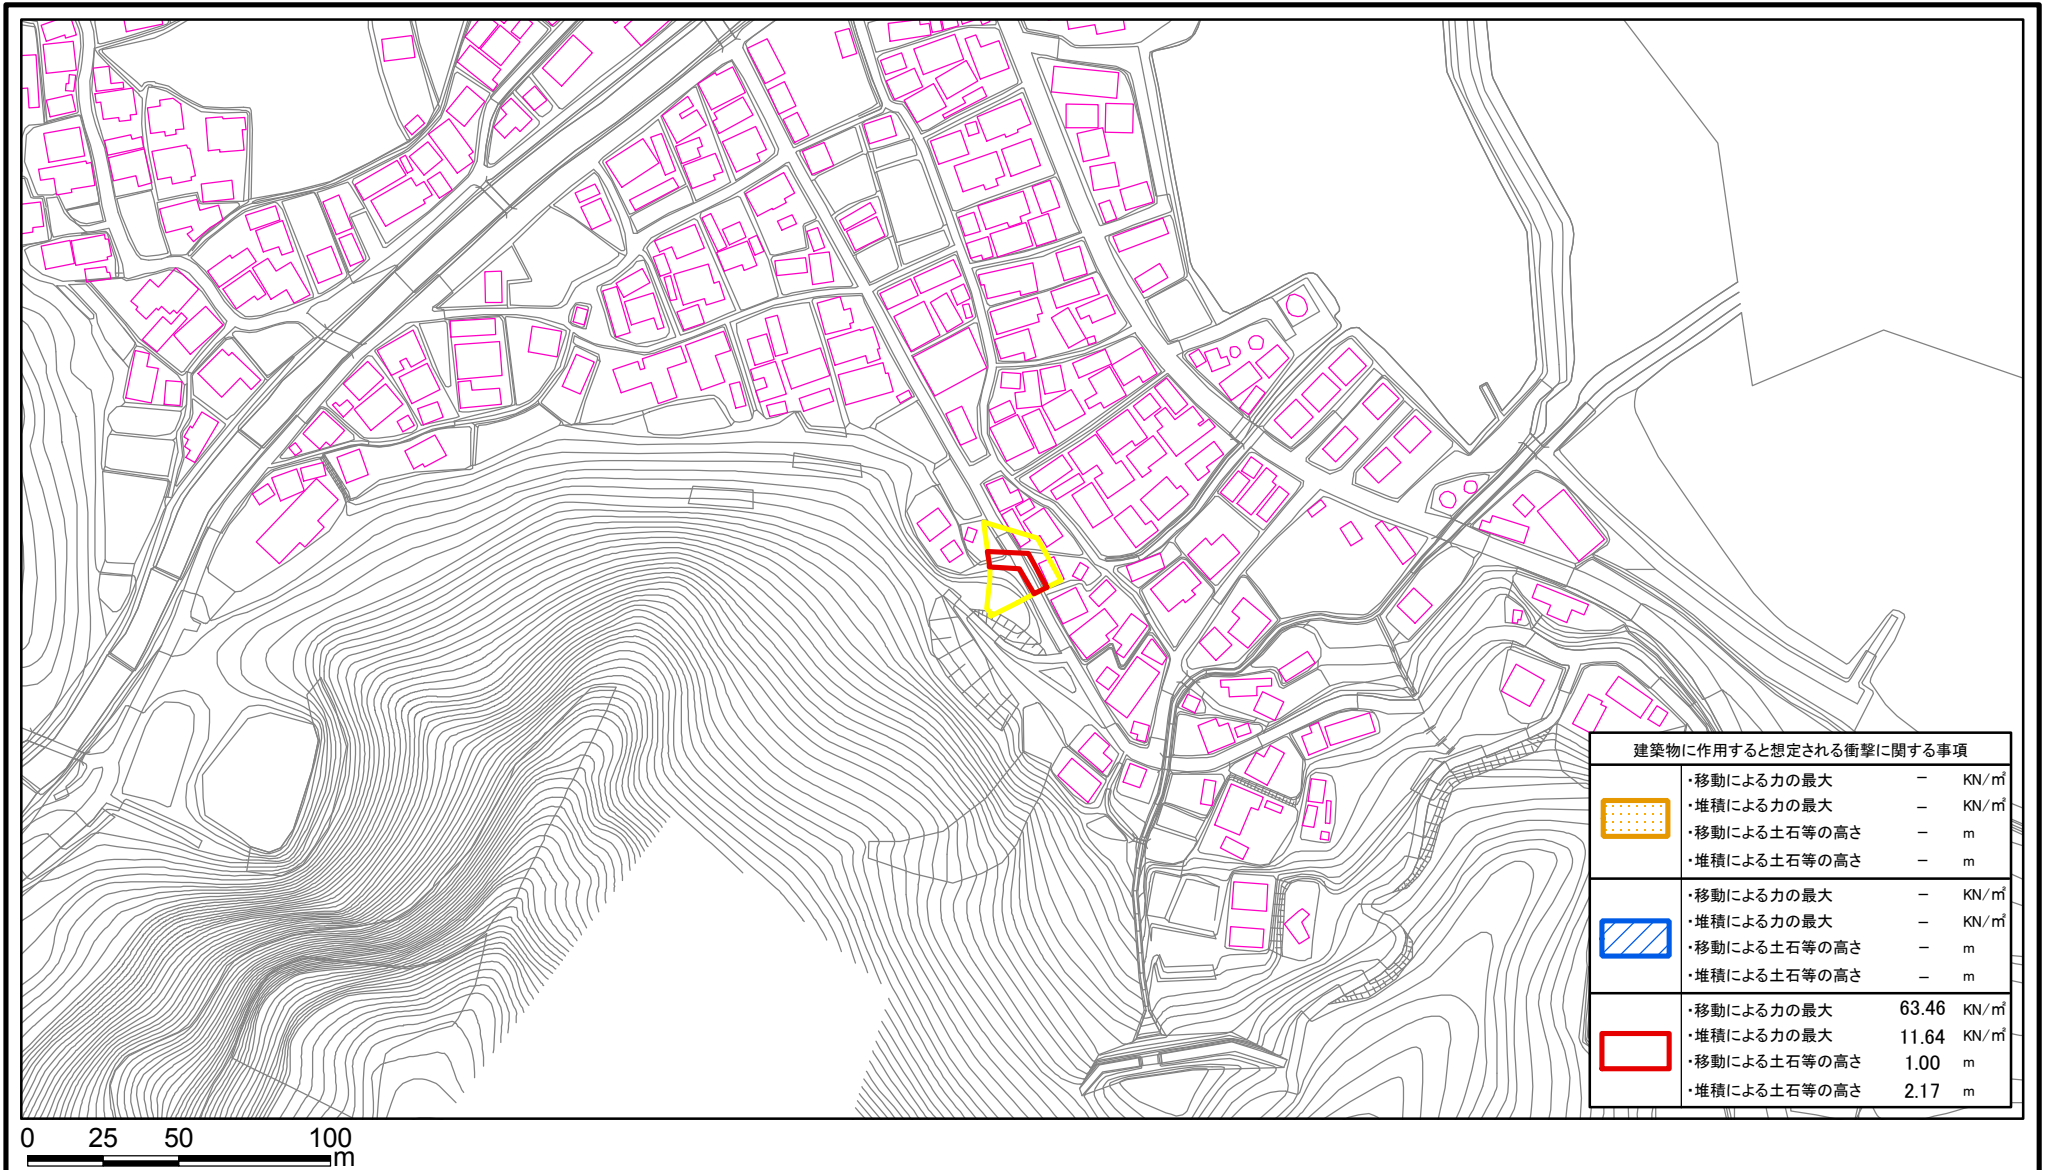 建築物に作用すると想定される衝撃に関する事項
・移動による力の最大 － KN/㎡
・堆積による力の最大 － KN/㎡
・移動による土石等の高さ － m
・堆積による土石等の高さ － m
・移動による力の最大 － KN/㎡
・堆積による力の最大 － KN/㎡
・移動による土石等の高さ － m
・堆積による土石等の高さ － m
・移動による力の最大 63.46 KN/㎡
・堆積による力の最大 11.64 KN/㎡
・移動による土石等の高さ 1.00 m
・堆積による土石等の高さ 2.17 m
0 25 50 100
m